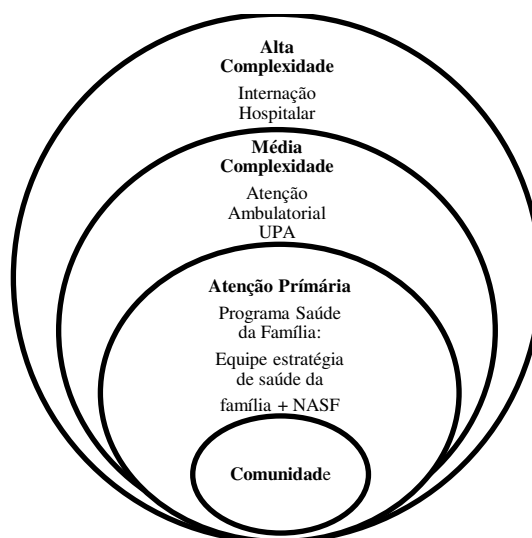 Alta
Complexidade
Internação
Hospitalar
Média
Complexidade
Atenção
Ambulatorial
UPA
Atenção Prímária
Programa Saúde
da Família:
Equipe estratégia
de saúde da
família + NASF
Comunidade